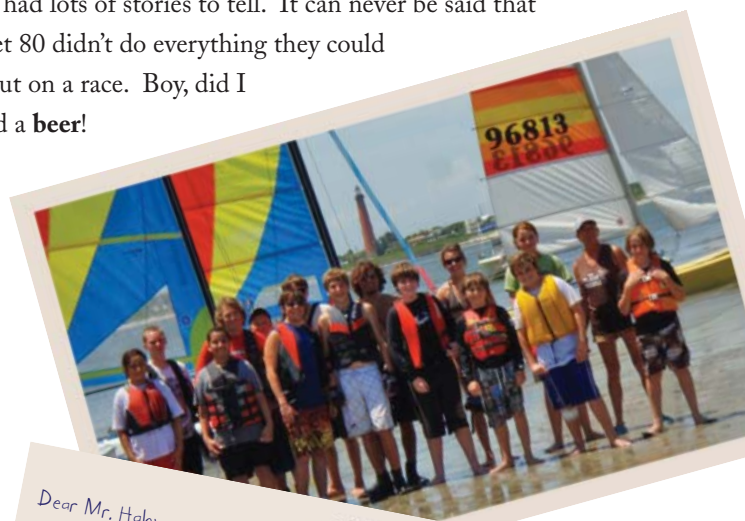 had lots of stories to tell.  It can never be said that
et 80 didn't do everything they could
ut on a race.  Boy, did I
d a beer!
96813
96813
Dear Mr.